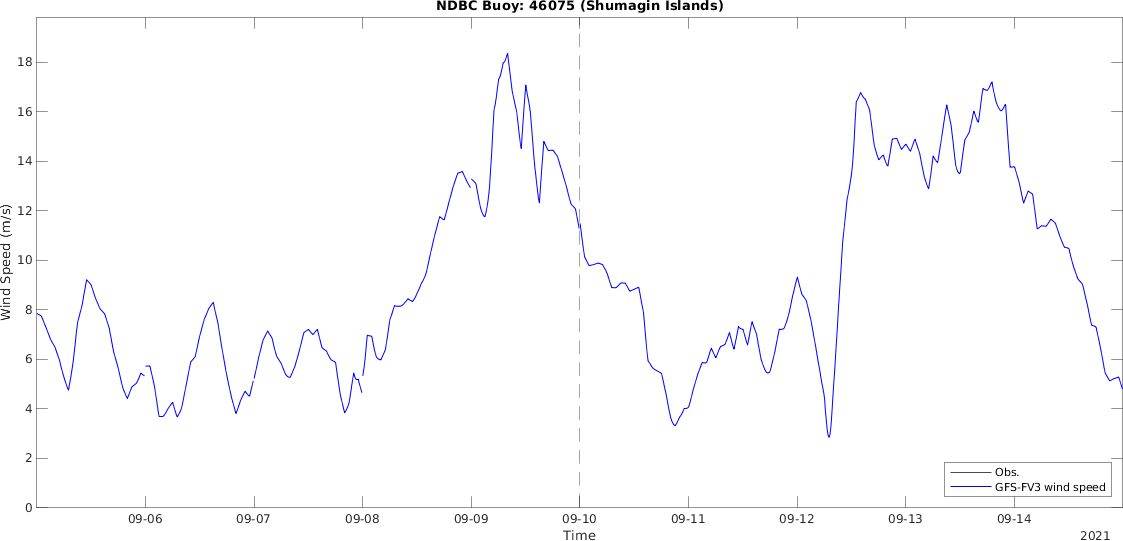 NDBC Buoy: 46075 (Shumagin Islands)
18
16
14
12
10
8
6
4
2
0
Wind Speed (m/s)
09-06 09-07 09-08 09-09 09-10 09-11 09-12 09-13 09-14
Time
2021
Obs.
GFS-FV3 wind speed